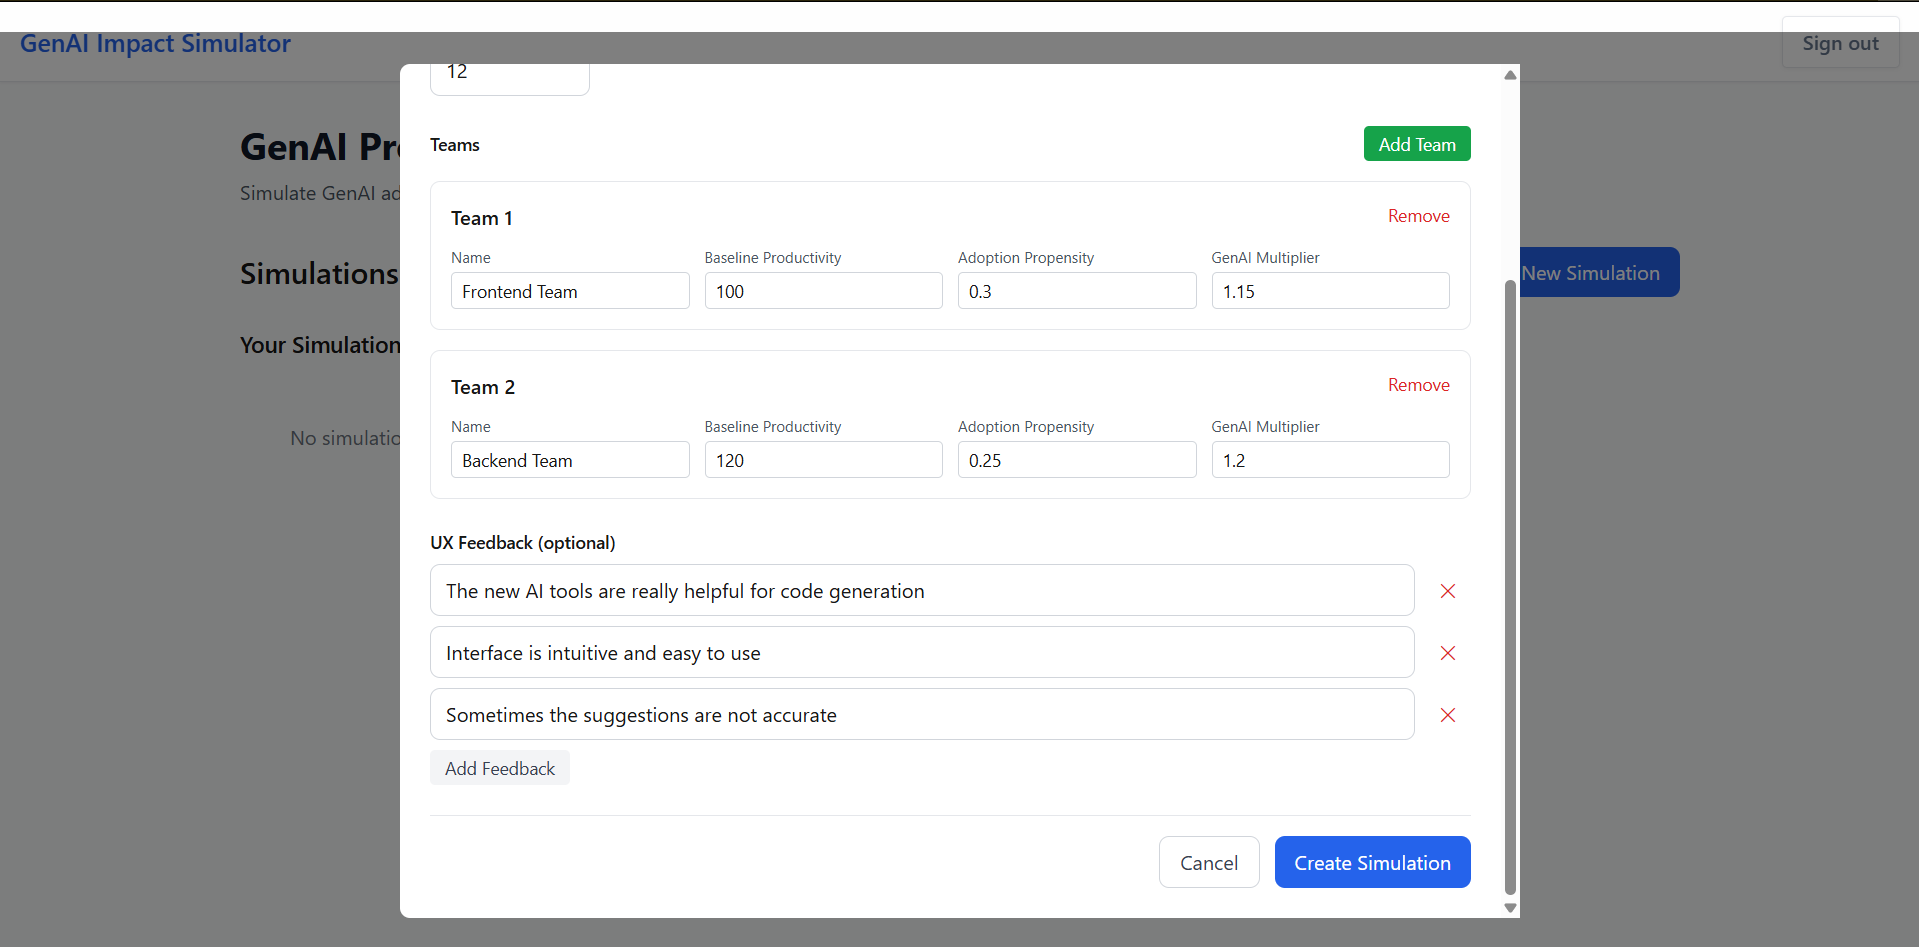 GenAI Impact Simulator
Sign out
12
GenAI Pr
Simulate GenAI ad
Teams
Add Team
Team 1
Remove
Name Baseline Productivity Adoption Propensity GenAI Multiplier
Frontend Team 100 0.3 1.15
Simulations
New Simulation
Your Simulation
Team 2
Remove
Name Baseline Productivity Adoption Propensity GenAI Multiplier
Backend Team 120 0.25 1.2
No simulatio
UX Feedback (optional)
The new AI tools are really helpful for code generation
Interface is intuitive and easy to use
Sometimes the suggestions are not accurate
Add Feedback
Cancel
Create Simulation